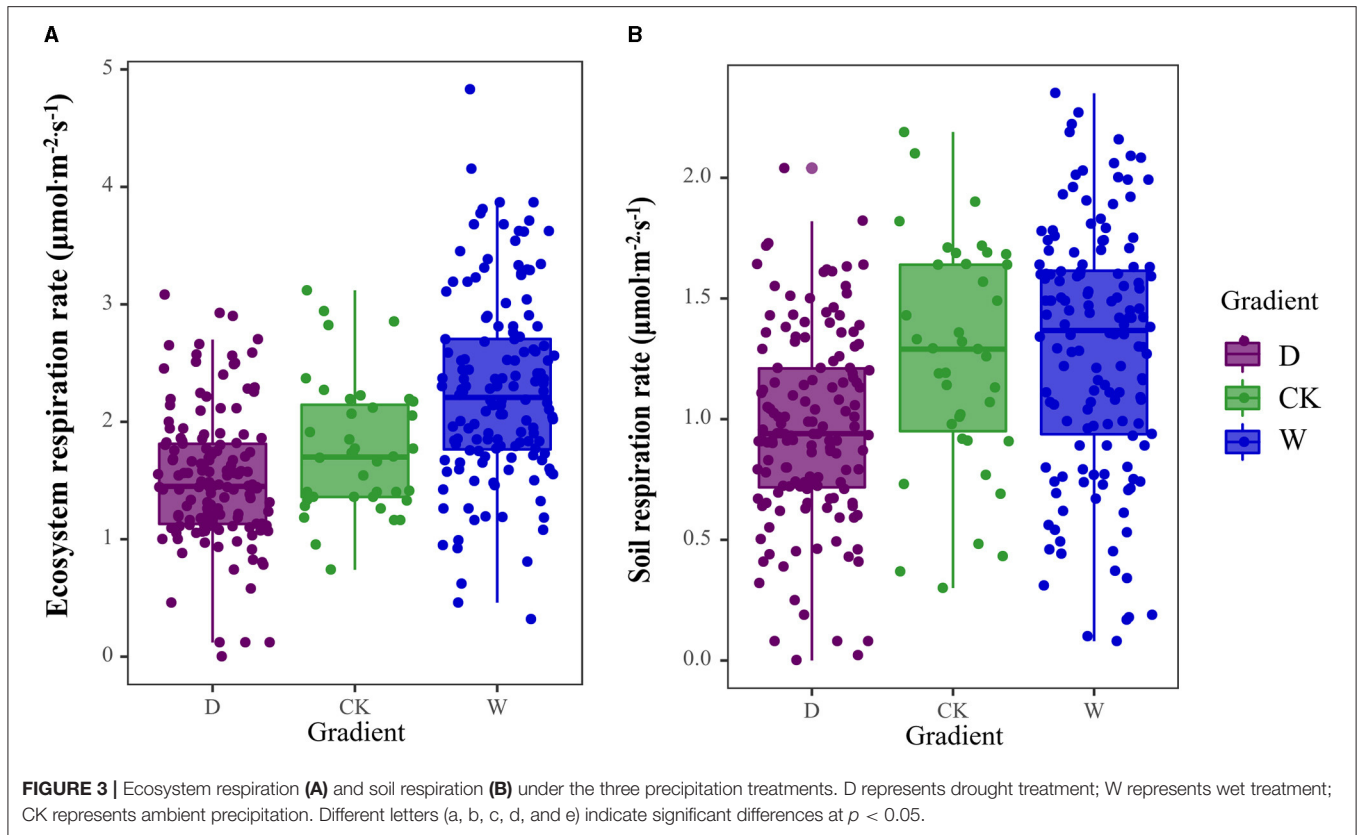 A
B
Ecosystem respiration rate (μmol·m-2·s-1)
5
4
3
2
1
0
D
CK
W
Gradient
Soil respiration rate (μmol·m-2·s-1)
2.0
1.5
1.0
0.5
0.0
D
CK
W
Gradient
Gradient
D
CK
W
FIGURE 3 | Ecosystem respiration (A) and soil respiration (B) under the three precipitation treatments. D represents drought treatment; W represents wet treatment;
CK represents ambient precipitation. Different letters (a, b, c, d, and e) indicate significant differences at p < 0.05.